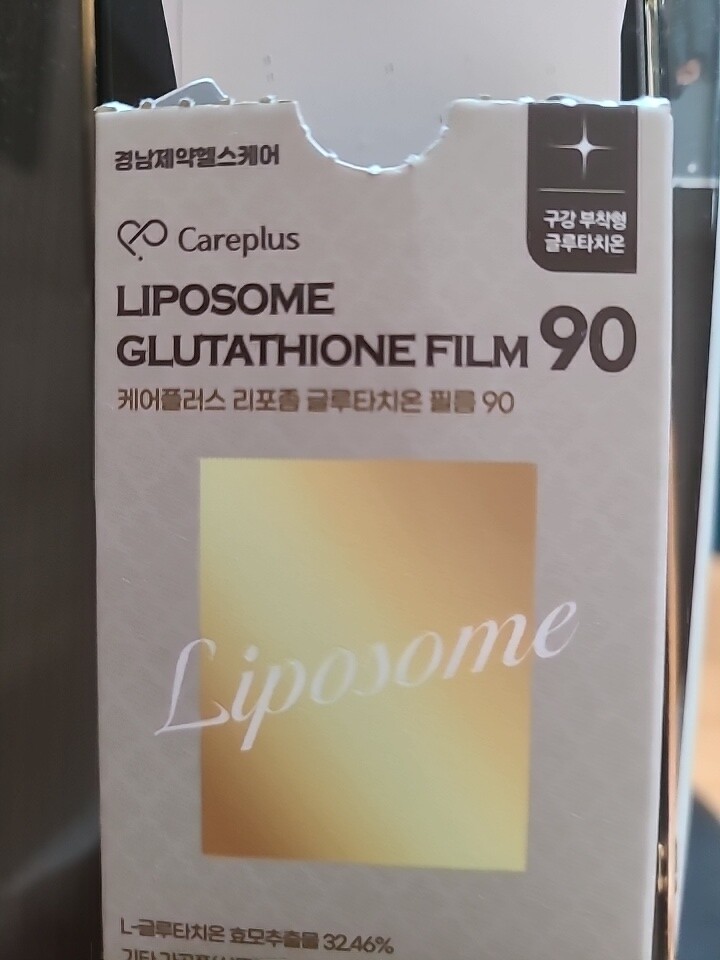 경남제약헬스케어
구강 부착형
글루타치온
Careplus
LIPOSOME
GLUTATHIONE FILM 90
케어플러스 리포좀 글루타치온 필름 90
Liposome
L-글루타치온 효모추출물 32.46%